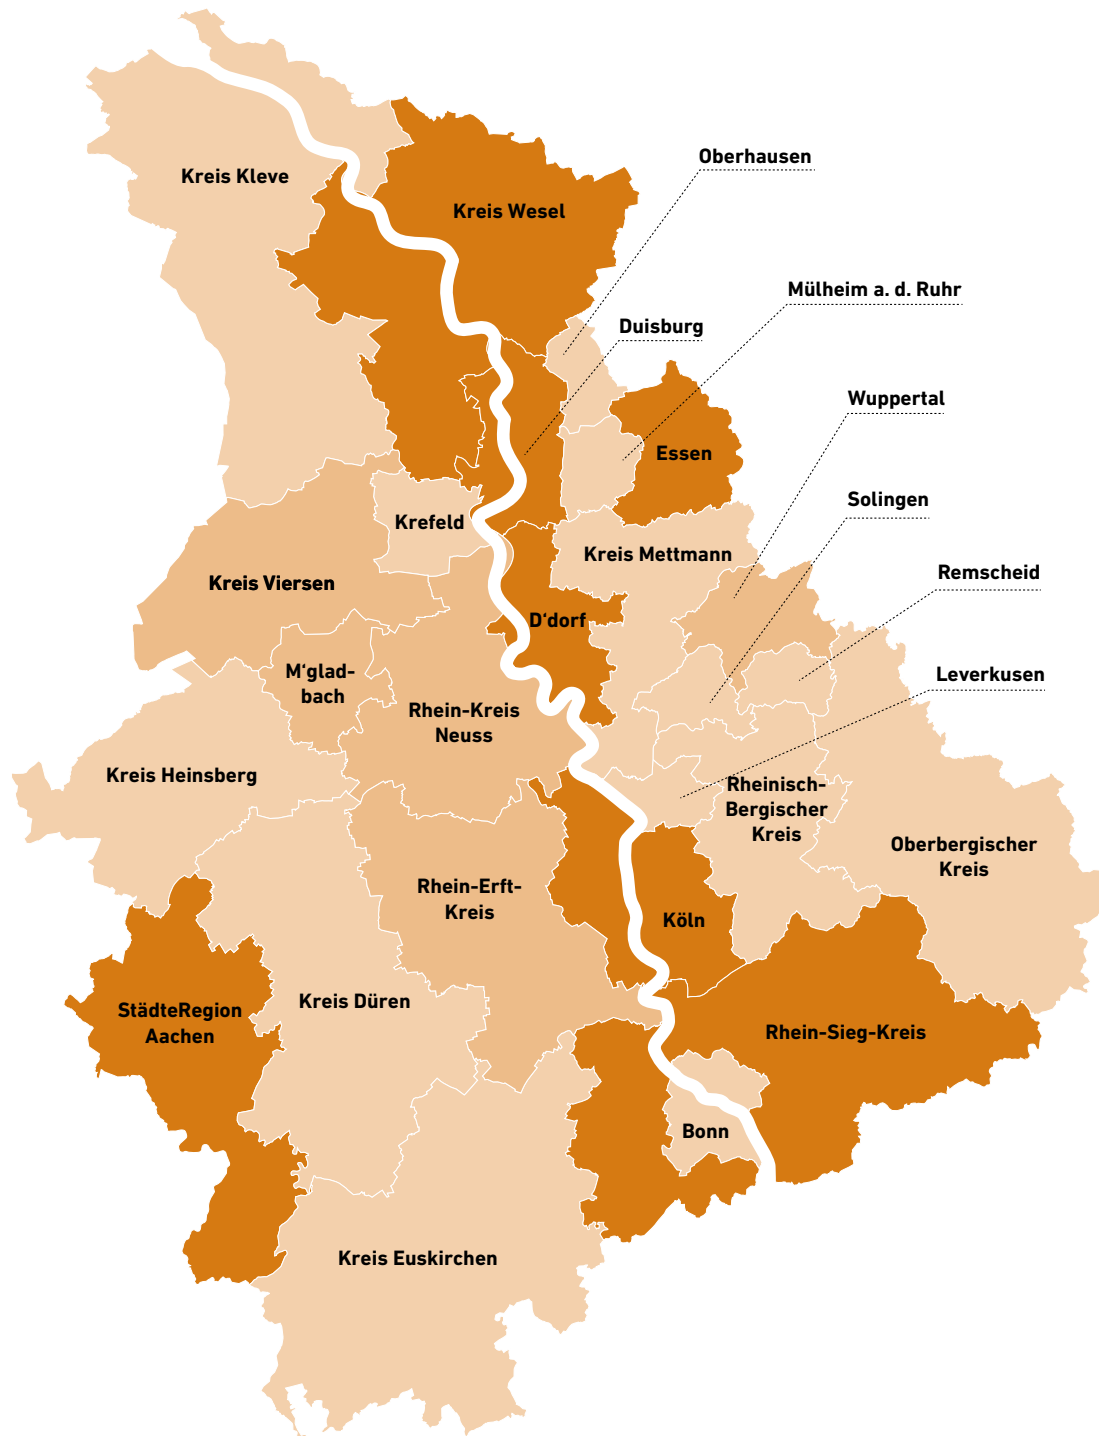 Oberhausen
Kreis Kleve
Kreis Wesel
Mülheim a. d. Ruhr
Duisburg
Wuppertal
Essen
Solingen
Krefeld
Kreis Mettmann
Remscheid
Kreis Viersen
D‘dorf
M‘glad-
bach
Leverkusen
Rhein-Kreis
Neuss
Kreis Heinsberg
Rheinisch-
Bergischer
Kreis
Oberbergischer
Kreis
Rhein-Erft-
Kreis
Köln
Kreis Düren
StädteRegion
Aachen
Rhein-Sieg-Kreis
Bonn
Kreis Euskirchen